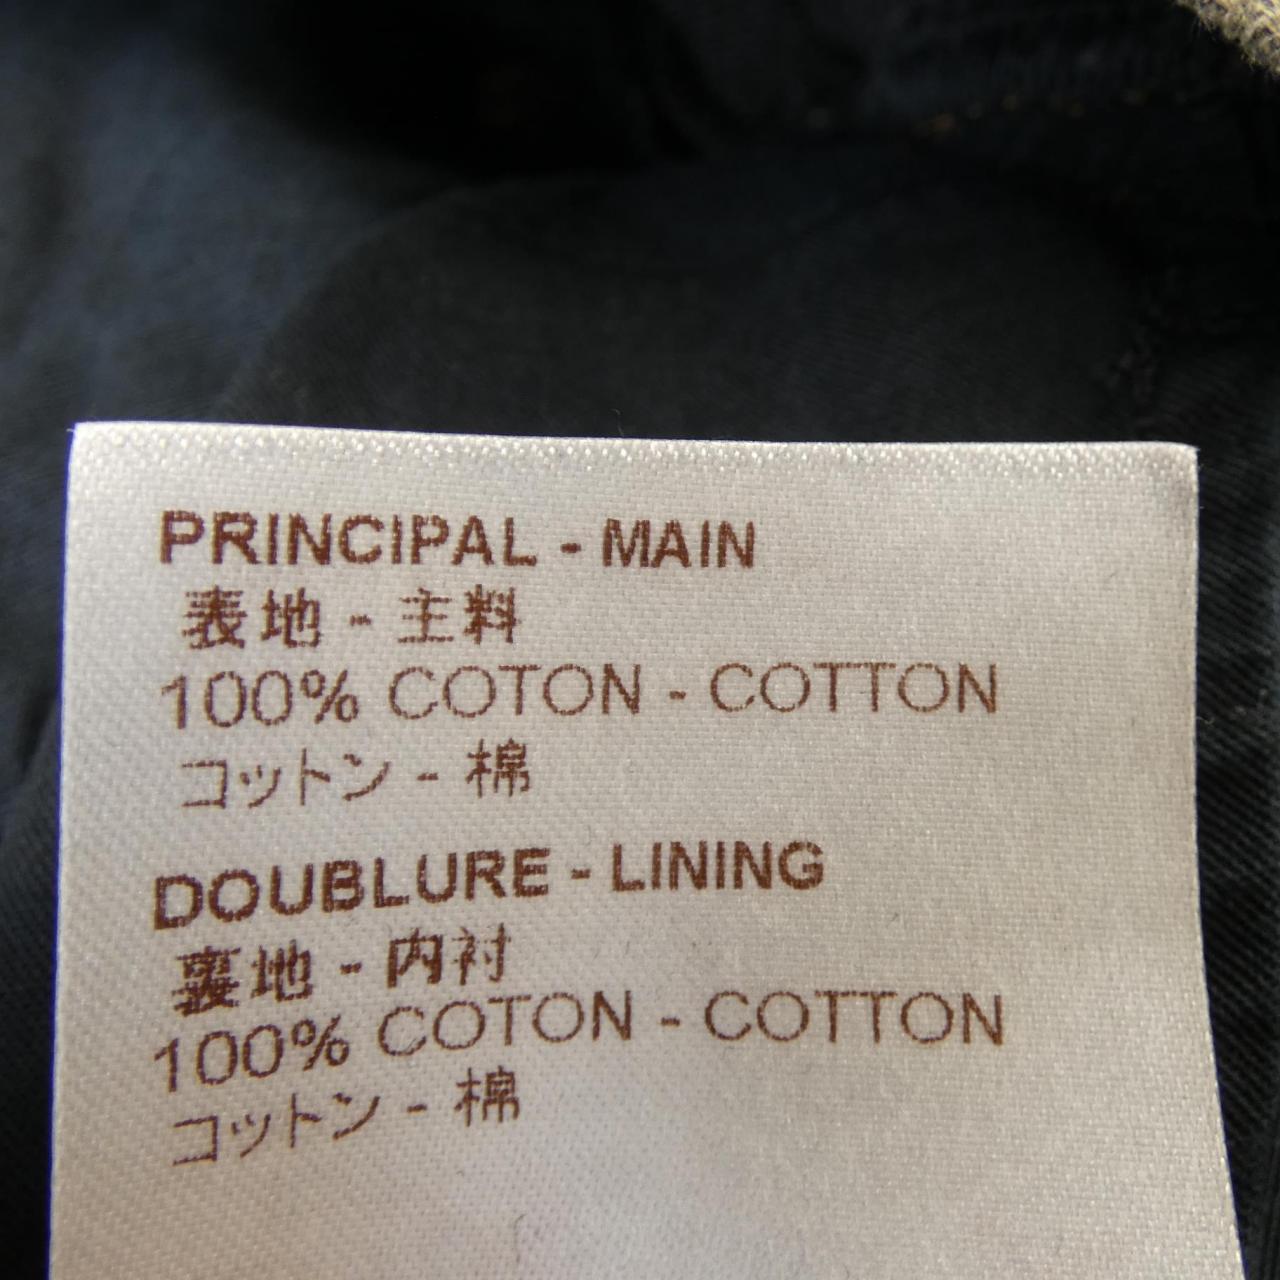 PRINCIPAL - MAIN
表地 - 主料
100% COTON - COTTON
コットン - 棉
DOUBLURE - LINING
裏地 - 内衬
100% COTON - COTTON
コットン - 棉